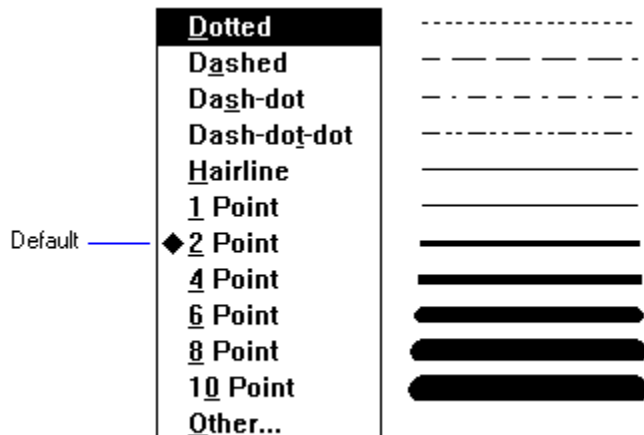 Dotted
Dashed
Dash-dot
Dash-dot-dot
Hairline
1 Point
Default
2 Point
4 Point
6 Point
8 Point
10 Point
Other...